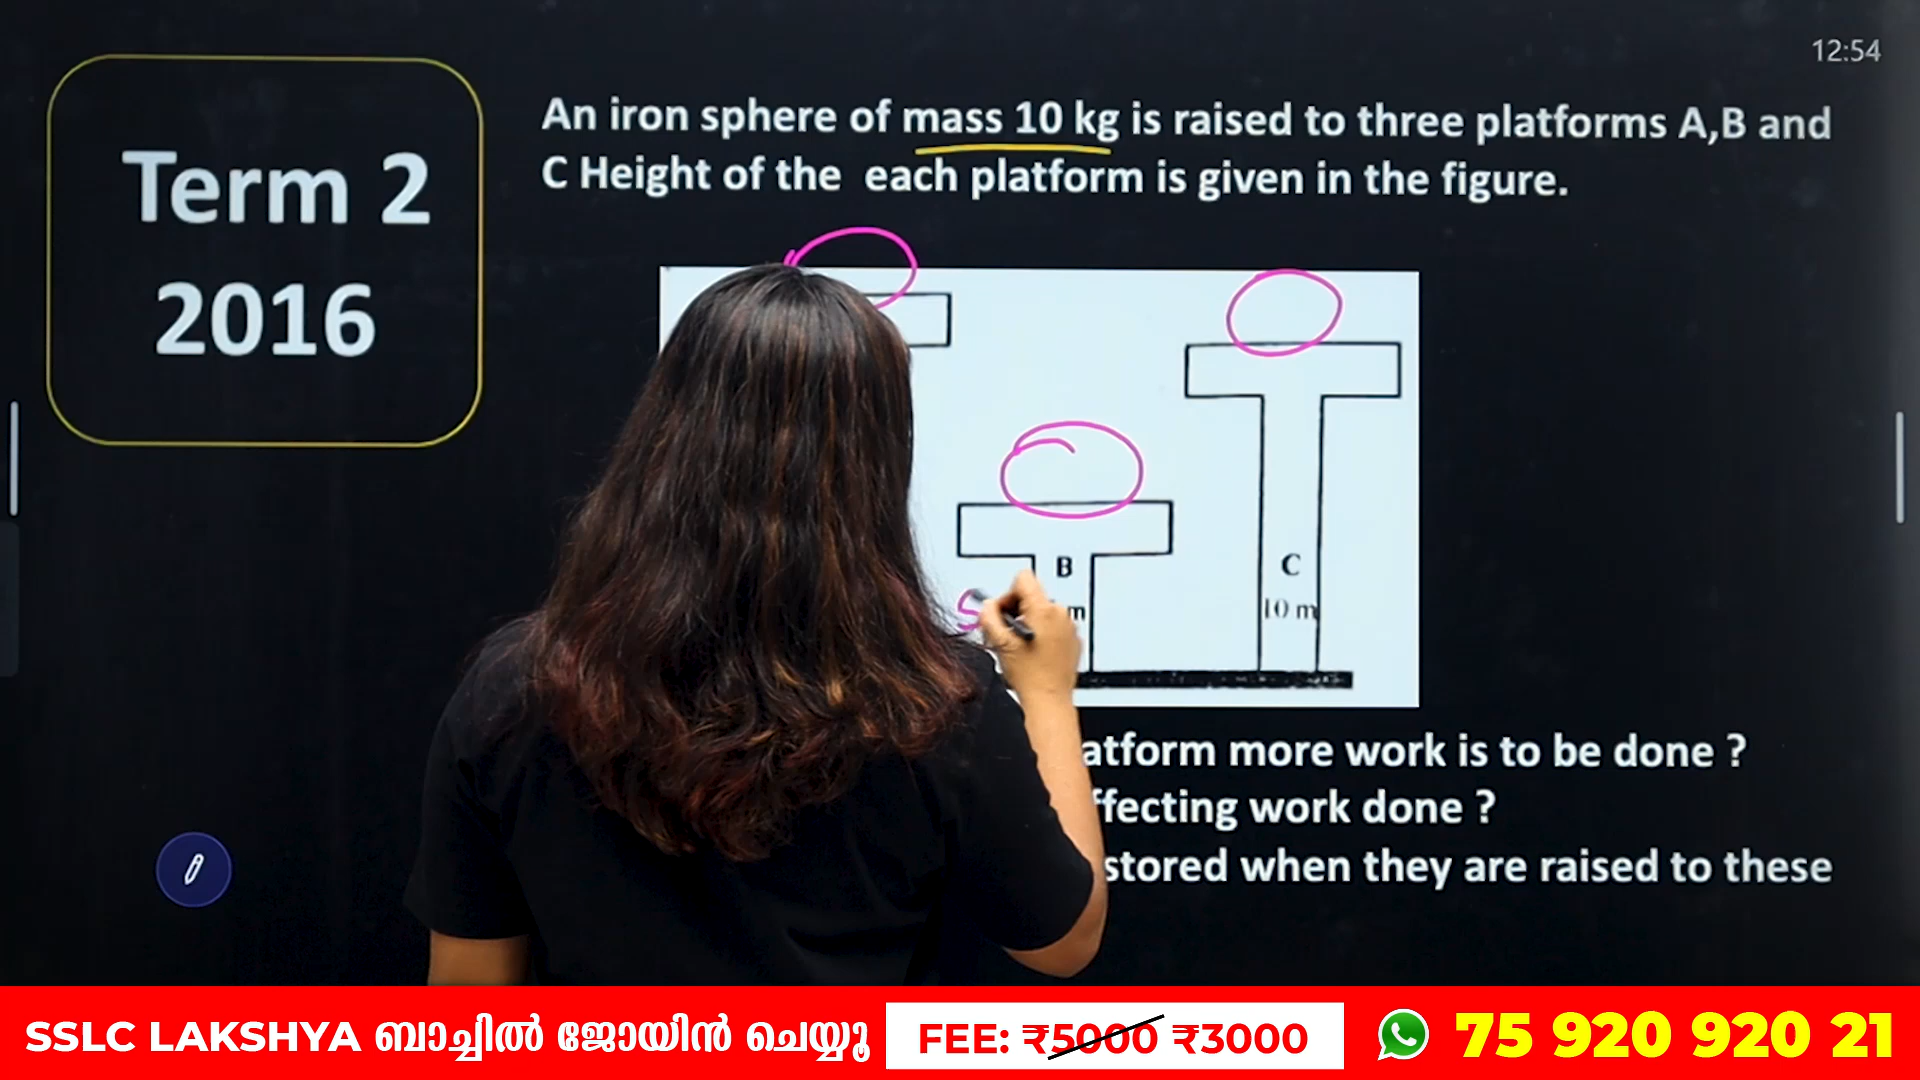 12:54
Term 2
2016
An iron sphere of mass 10 kg is raised to three platforms A,B and
C Height of the each platform is given in the figure.
B
m
C
10 m
atform more work is to be done ?
ffecting work done ?
stored when they are raised to these
SSLC LAKSHYA ബാച്ചിൽ ജോയിൻ ചെയ്യൂ
FEE: ₹5000 ₹3000
75 920 920 21